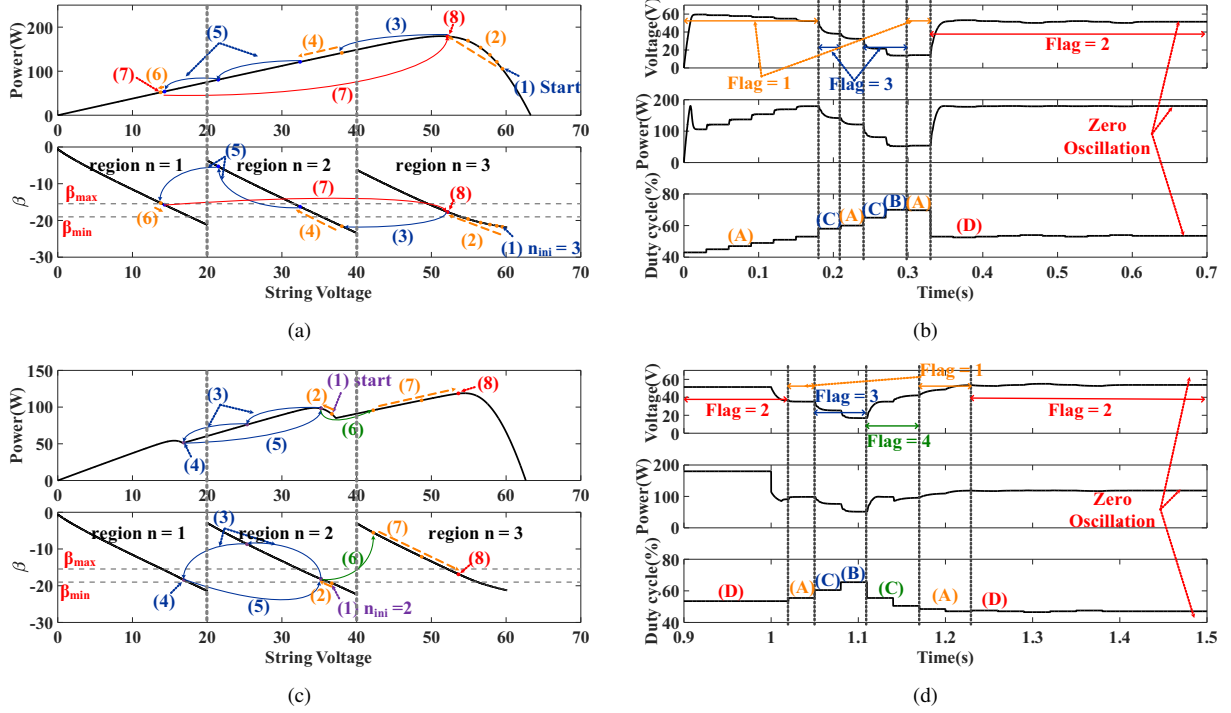 200
100
0
Power(W)
(1) Start
(2)
(3)
(4)
(5)
(6)
(7)
(7)
(8)
0 10 20 30 40 50 60 70
0
-10
-20
-30
β
βmax
βmin
region n = 1
region n = 2
region n = 3
(5)
(7)
(8)
(6)
(4)
(3)
(2)
(1) nini = 3
0 10 20 30 40 50 60 70
String Voltage
(a)
60
40
20
0
Voltage(V)
Flag = 1
Flag = 3
Flag = 2
200
100
0
Power(W)
Zero
Oscillation
80
60
40
Duty cycle(%)
(A)
(C)
(A)
(C)
(B)
(A)
(D)
0 0.1 0.2 0.3 0.4 0.5 0.6 0.7
Time(s)
(b)
150
100
50
0
Power(W)
(1) start
(2)
(3)
(4)
(5)
(6)
(7)
(8)
0 10 20 30 40 50 60 70
0
-10
-20
-30
β
βmax
βmin
region n = 1
region n = 2
region n = 3
(3)
(7)
(6)
(8)
(4)
(5)
(2)
(1) nini = 2
0 10 20 30 40 50 60 70
String Voltage
(c)
60
40
20
0
Voltage(V)
Flag = 1
Flag = 2
Flag = 3
Flag = 4
Flag = 2
200
100
0
Power(W)
Zero
Oscillation
80
60
40
Duty cycle(%)
(D)
(A)
(C)
(B)
(C)
(A)
(D)
0.9 1 1.1 1.2 1.3 1.4 1.5
Time(s)
(d)